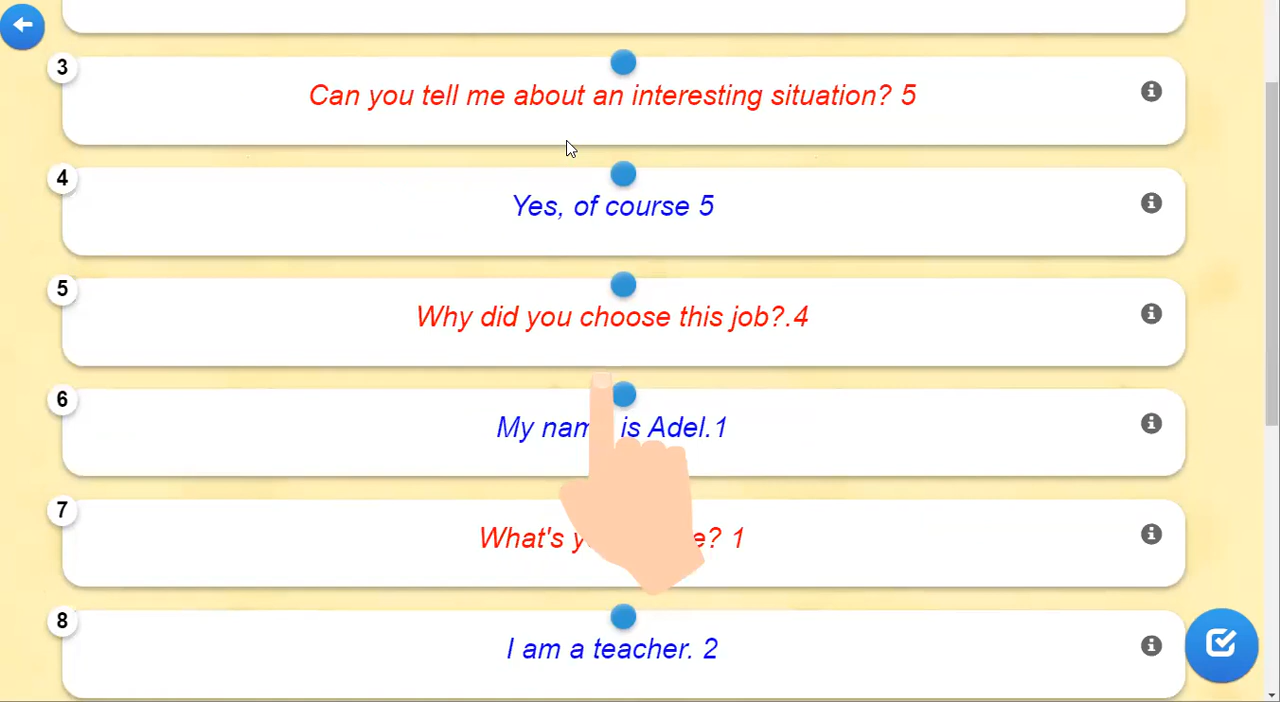 3
Can you tell me about an interesting situation? 5
4
Yes, of course 5
5
Why did you choose this job?.4
6
My is Adel.1
7
What's 1
8
I am a teacher. 2